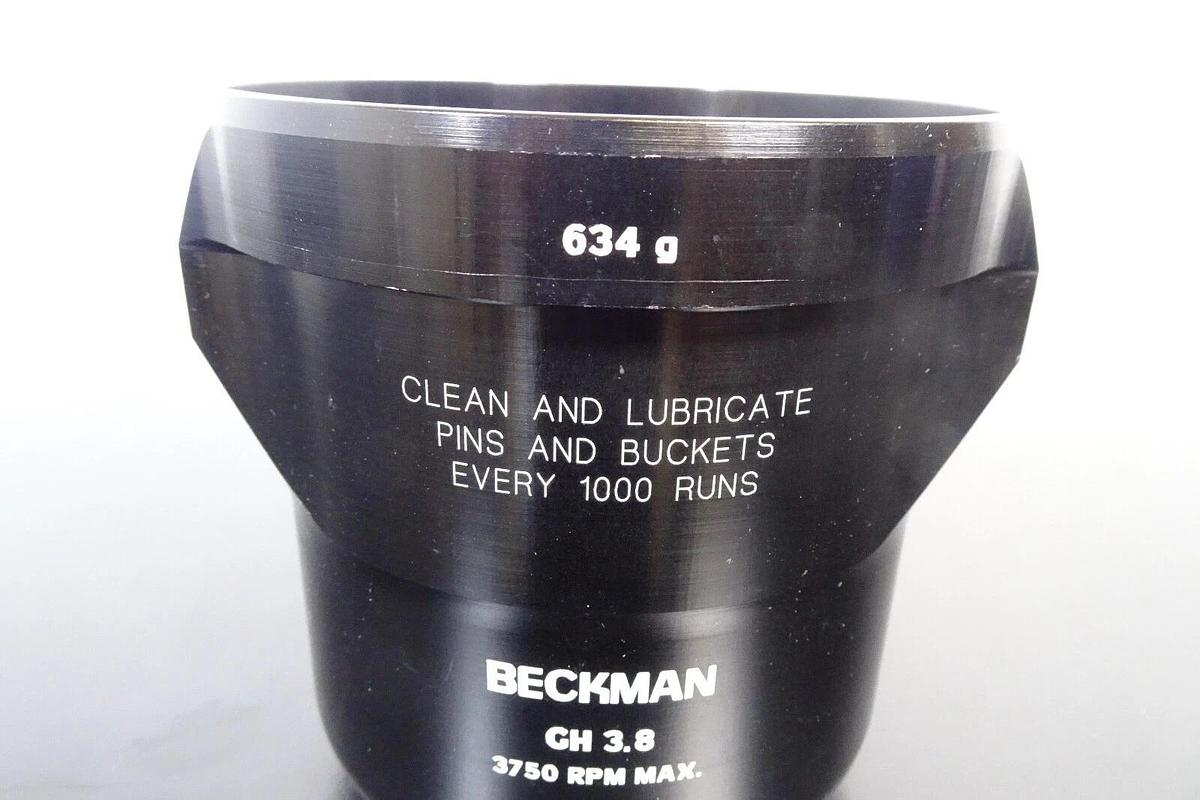 634 g
CLEAN AND LUBRICATE
PINS AND BUCKETS
EVERY 1000 RUNS
BECKMAN
GH 3.8
3750 RPM MAX.